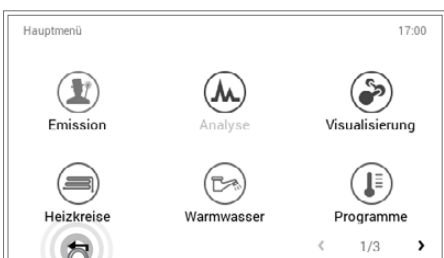 Hauptmenü 17:00
Emission Analyse Visualisierung
Heizkreise Warmwasser Programme
1/3